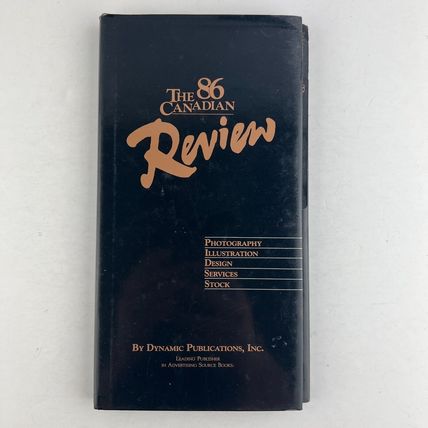 THE 86
CANADIAN
Review
PHOTOGRAPHY
ILLUSTRATION
DESIGN
SERVICES
STOCK
BY DYNAMIC PUBLICATIONS, INC.
LEADING PUBLISHER
IN ADVERTISING SOURCE BOOKS.